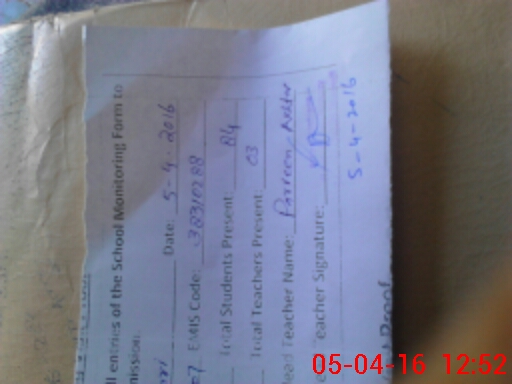 ll entries of the School Monitoring Form to
mission.
Date: 5-4-2016
EMIS Code: 38310288
Total Students Present: 84
Total Teachers Present: 03
Head Teacher Name: Parveen Akhtar
Teacher Signature:
5-4-2016
Proof
05-04-16 12:52